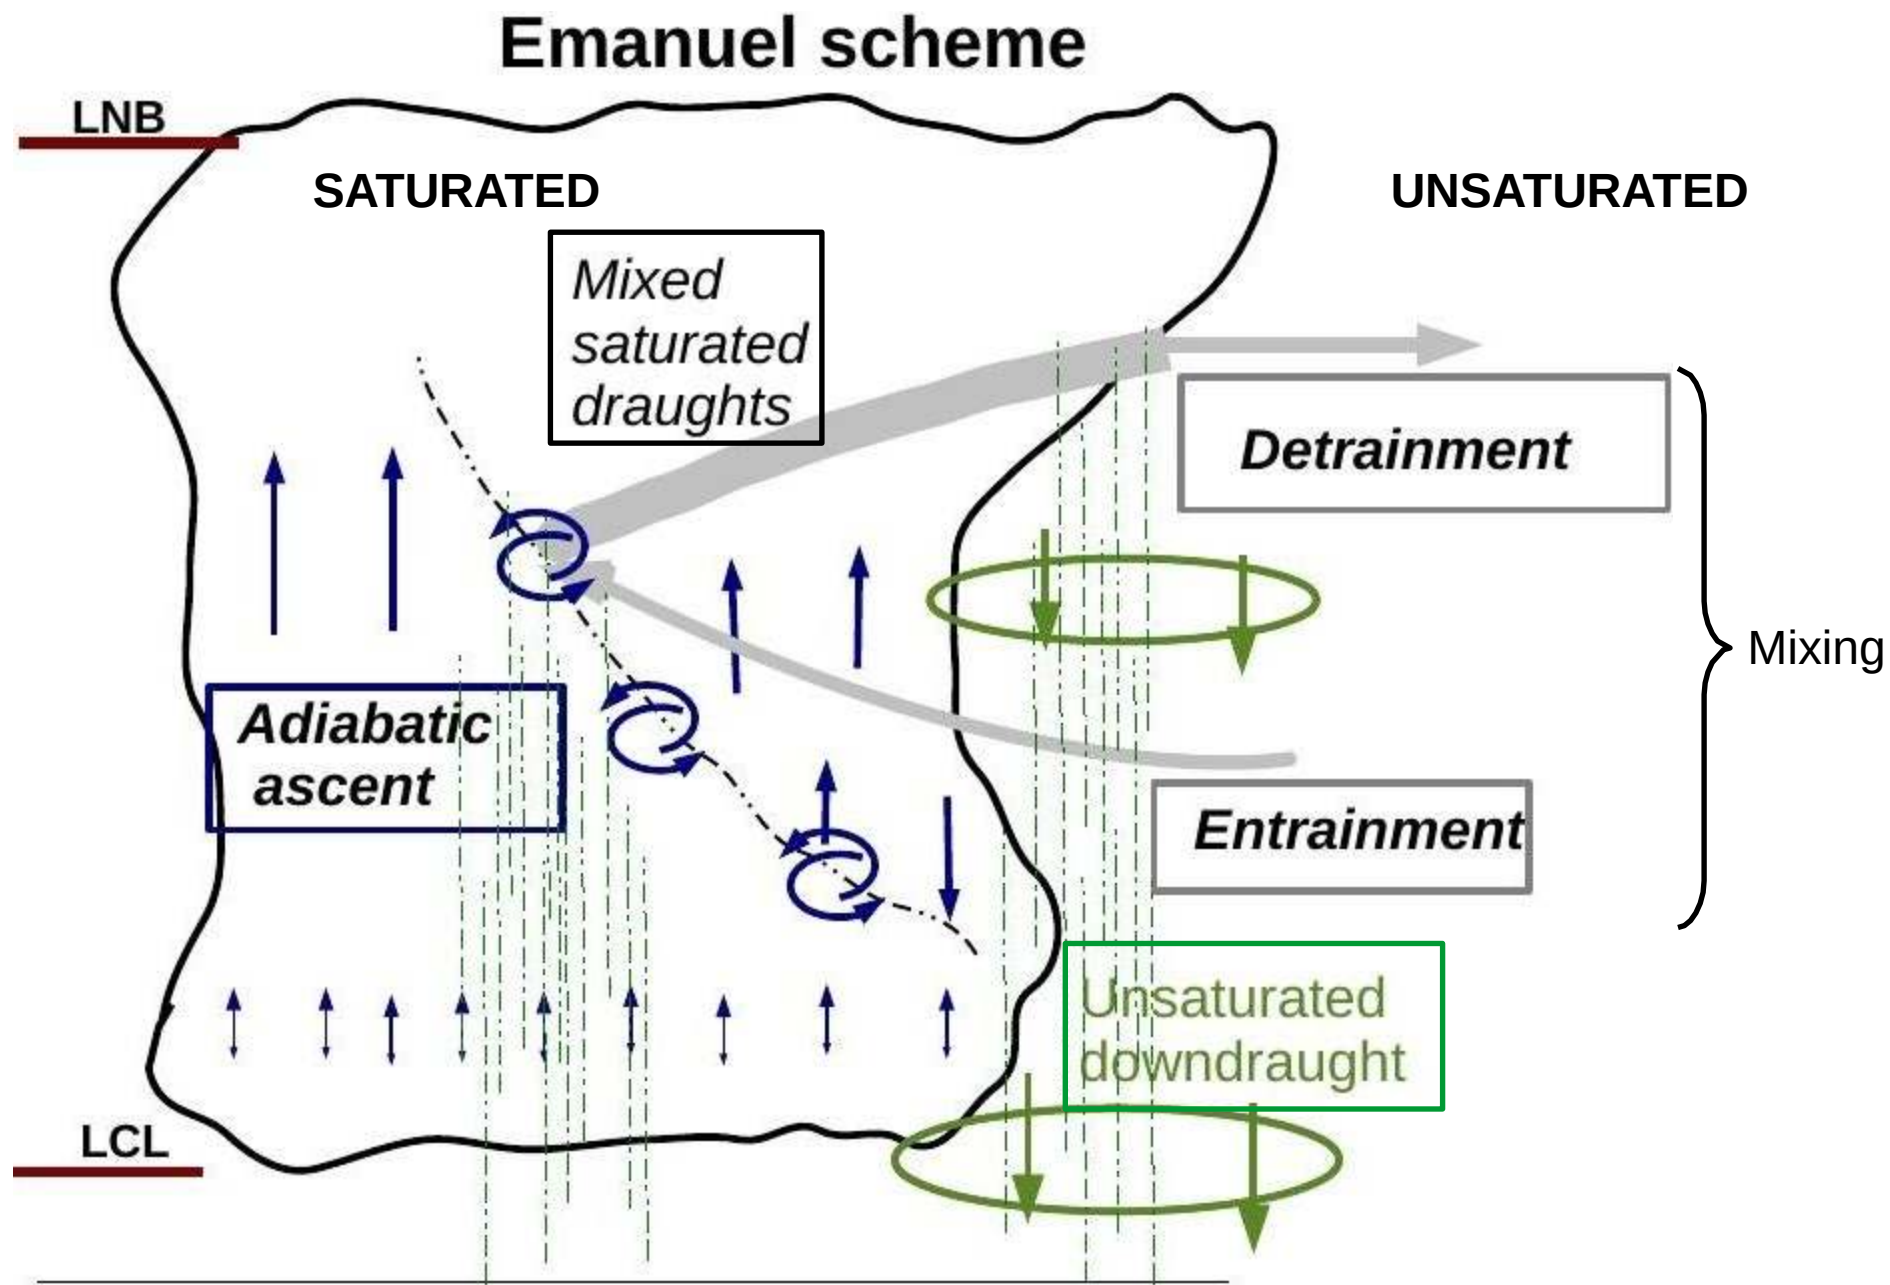 Emanuel scheme
LNB
SATURATED
UNSATURATED
Mixed
saturated
draughts
Detrainment
Mixing
Adiabatic
ascent
Entrainment
Unsaturated
downdraught
LCL